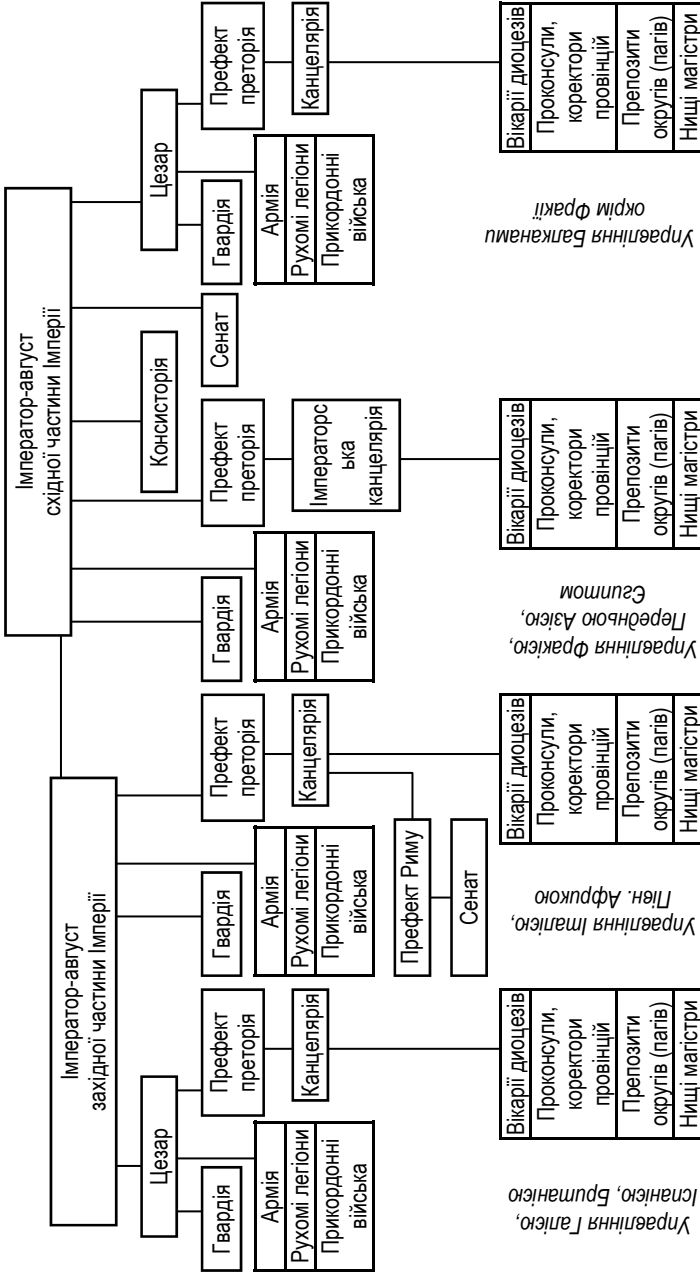 Імператор-август
західної частини Імперії
Імператор-август
східної частини Імперії
Цезар
Гвардія
Армія
Рухомі легіони
Прикордонні
війська
Префект
преторія
Канцелярія
Вікарії диоцезів
Проконсули,
коректори
провінцій
Препозити
округів (пагів)
Нищі магістри
Управління Галією,
Іспанією, Британією
Гвардія
Армія
Рухомі легіони
Прикордонні
війська
Префект
преторія
Канцелярія
Префект Риму
Сенат
Вікарії диоцезів
Проконсули,
коректори
провінцій
Препозити
округів (пагів)
Нищі магістри
Управління Італією,
Півн. Африкою
Гвардія
Армія
Рухомі легіони
Прикордонні
війська
Префект
преторія
Імператорс
ька
канцелярія
Консисторія
Сенат
Вікарії диоцезів
Проконсули,
коректори
провінцій
Препозити
округів (пагів)
Нищі магістри
Управління Фракією,
Передньою Азією,
Єгиптом
Цезар
Гвардія
Армія
Рухомі легіони
Прикордонні
війська
Префект
преторія
Канцелярія
Вікарії диоцезів
Проконсули,
коректори
провінцій
Препозити
округів (пагів)
Нищі магістри
Управління Балканами
окрім Фракії